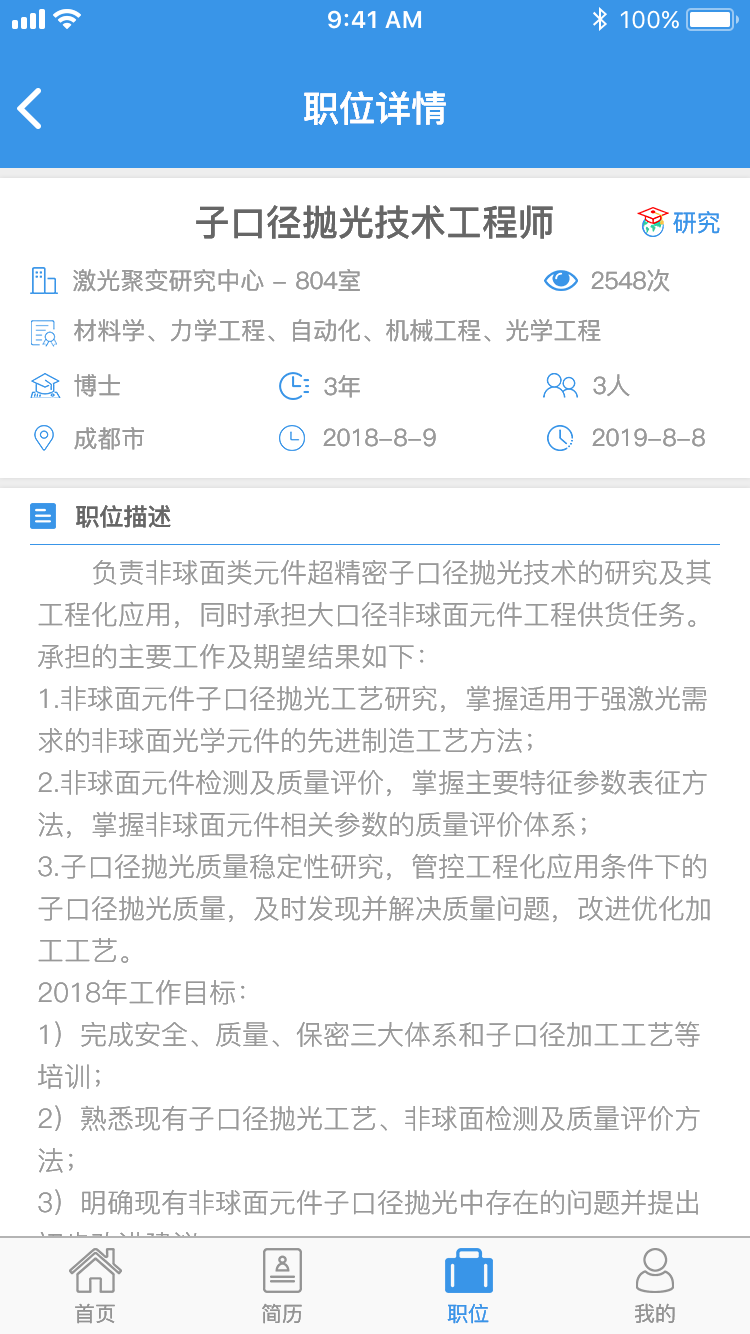 9:41 AM 100%
职位详情
子口径抛光技术工程师 研究
激光聚变研究中心 – 804室 2548次
材料学、力学工程、自动化、机械工程、光学工程
博士 3年 3人
成都市 2018–8–9 2019–8–8
职位描述
负责非球面类元件超精密子口径抛光技术的研究及其
工程化应用，同时承担大口径非球面元件工程供货任务。
承担的主要工作及期望结果如下：
1.非球面元件子口径抛光工艺研究，掌握适用于强激光需
求的非球面光学元件的先进制造工艺方法；
2.非球面元件检测及质量评价，掌握主要特征参数表征方
法，掌握非球面元件相关参数的质量评价体系；
3.子口径抛光质量稳定性研究，管控工程化应用条件下的
子口径抛光质量，及时发现并解决质量问题，改进优化加
工工艺。
2018年工作目标：
1）完成安全、质量、保密三大体系和子口径加工工艺等
培训；
2）熟悉现有子口径抛光工艺、非球面检测及质量评价方
法；
3）明确现有非球面元件子口径抛光中存在的问题并提出
首页 简历 职位 我的